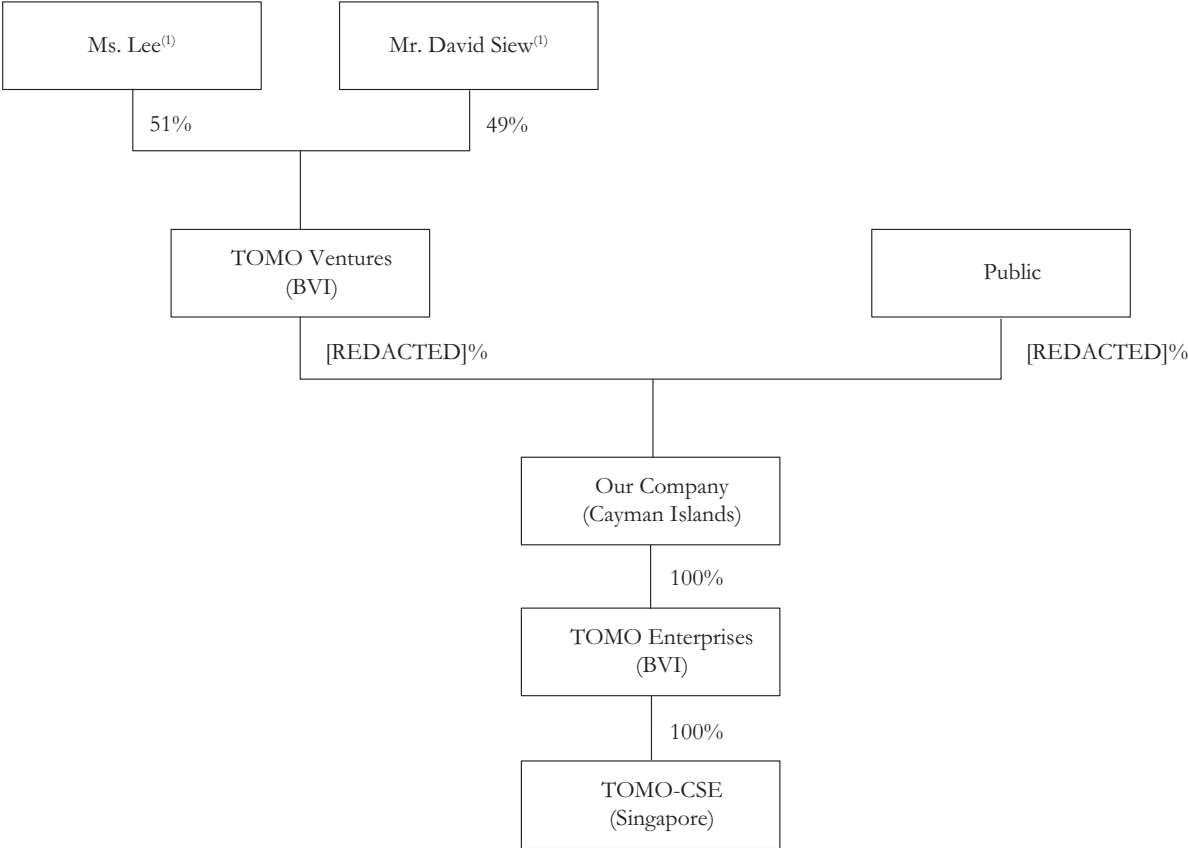 Ms. Lee(1)
Mr. David Siew(1)
51%
49%
TOMO Ventures
(BVI)
Public
[REDACTED]%
[REDACTED]%
Our Company
(Cayman Islands)
100%
TOMO Enterprises
(BVI)
100%
TOMO-CSE
(Singapore)